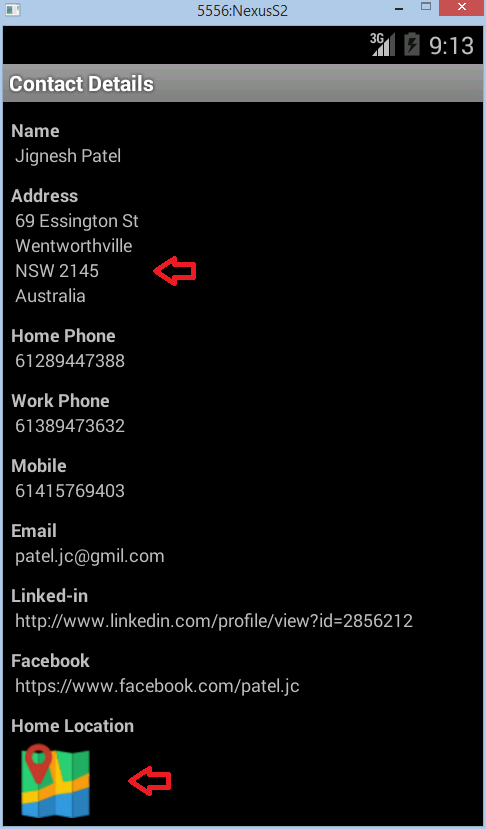 5556:NexusS2
3G 9:13
Contact Details
Name
Jignesh Patel
Address
69 Essington St
Wentworthville
NSW 2145
Australia
Home Phone
61289447388
Work Phone
61389473632
Mobile
61415769403
Email
patel.jc@gmil.com
Linked-in
http://www.linkedin.com/profile/view?id=2856212
Facebook
https://www.facebook.com/patel.jc
Home Location